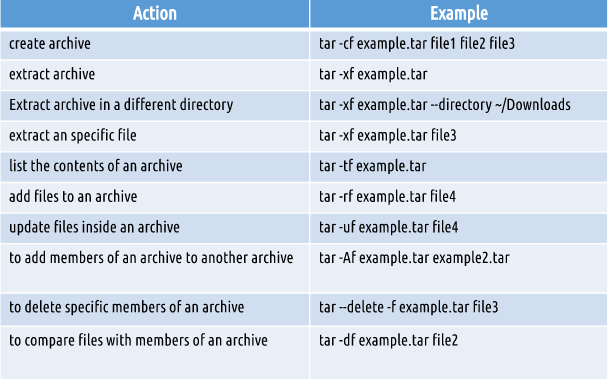 Action Example
create archive tar -cf example.tar file1 file2 file3
extract archive tar -xf example.tar
Extract archive in a different directory tar -xf example.tar --directory ~/Downloads
extract an specific file tar -xf example.tar file3
list the contents of an archive tar -tf example.tar
add files to an archive tar -rf example.tar file4
update files inside an archive tar -uf example.tar file4
to add members of an archive to another archive tar -Af example.tar example2.tar
to delete specific members of an archive tar --delete -f example.tar file3
to compare files with members of an archive tar -df example.tar file2